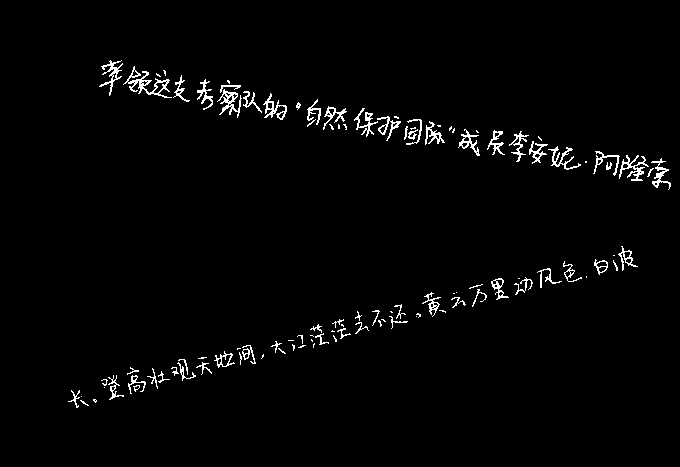 率领这支考察队的“自然保护国际”成员李安妮·阿隆索
长。登高壮观天地间,大江茫茫去不还。黄云万里动风色,白波